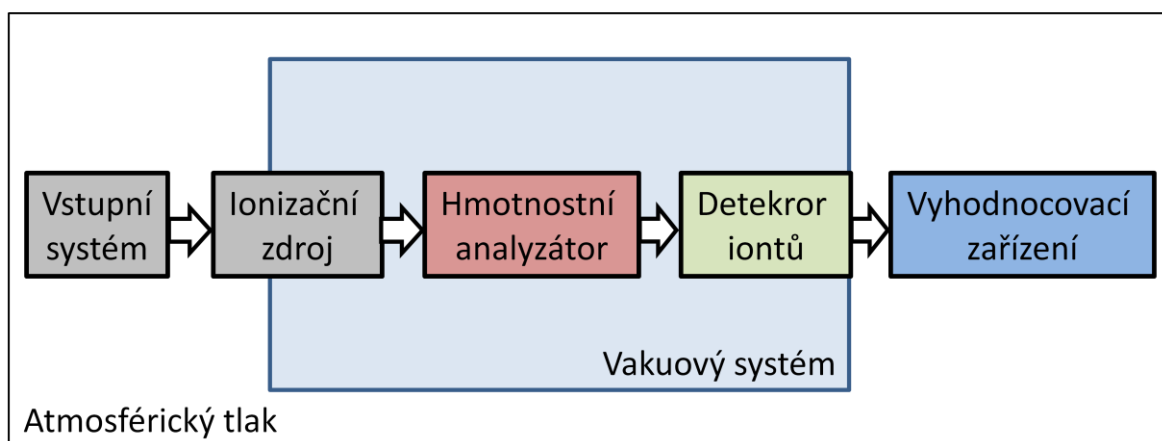 Vstupní
systém
Ionizační
zdroj
Hmotnostní
analyzátor
Detekror
iontů
Vyhodnocovací
zařízení
Vakuový systém
Atmosférický tlak